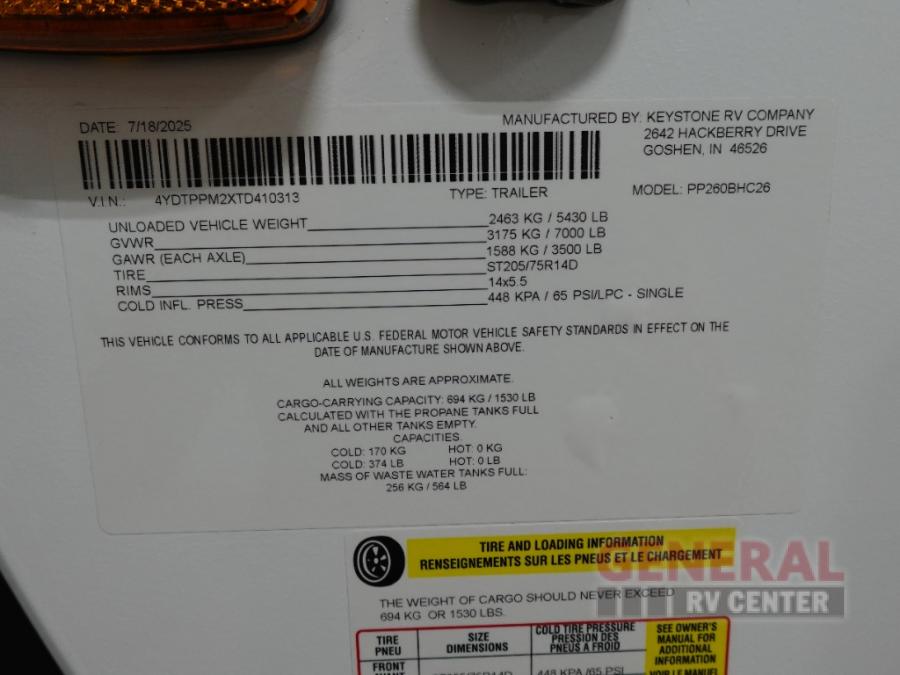 DATE: 7/18/2025
MANUFACTURED BY: KEYSTONE RV COMPANY
2642 HACKBERRY DRIVE
GOSHEN, IN 46526
V.I.N.: 4YDTPPM2XTD410313 TYPE: TRAILER MODEL: PP260BHC26
UNLOADED VEHICLE WEIGHT 2463 KG / 5430 LB
GVWR 3175 KG / 7000 LB
GAWR (EACH AXLE) 1588 KG / 3500 LB
TIRE ST205/75R14D
RIMS 14x5.5
COLD INFL. PRESS 448 KPA / 65 PSI/LPC - SINGLE
THIS VEHICLE CONFORMS TO ALL APPLICABLE U.S. FEDERAL MOTOR VEHICLE SAFETY STANDARDS IN EFFECT ON THE
DATE OF MANUFACTURE SHOWN ABOVE.
ALL WEIGHTS ARE APPROXIMATE.
CARGO-CARRYING CAPACITY: 694 KG / 1530 LB
CALCULATED WITH THE PROPANE TANKS FULL
AND ALL OTHER TANKS EMPTY.
CAPACITIES
COLD: 170 KG HOT: 0 KG
COLD: 374 LB HOT: 0 LB
MASS OF WASTE WATER TANKS FULL:
256 KG / 564 LB
TIRE AND LOADING INFORMATION
RENSEIGNEMENTS SUR LES PNEUS ET LE CHARGEMENT
THE WEIGHT OF CARGO SHOULD NEVER EXCEED
694 KG OR 1530 LBS.
TIRE
PNEU
SIZE
DIMENSIONS
COLD TIRE PRESSURE
PRESSION DES
PNEUS A FROID
SEE OWNER'S
MANUAL FOR
ADDITIONAL
INFORMATION
VOIR LE MANUEL
FRONT
AVANT
ST205/75R14D
448 KPA /65 PSI
GENERAL
RV CENTER